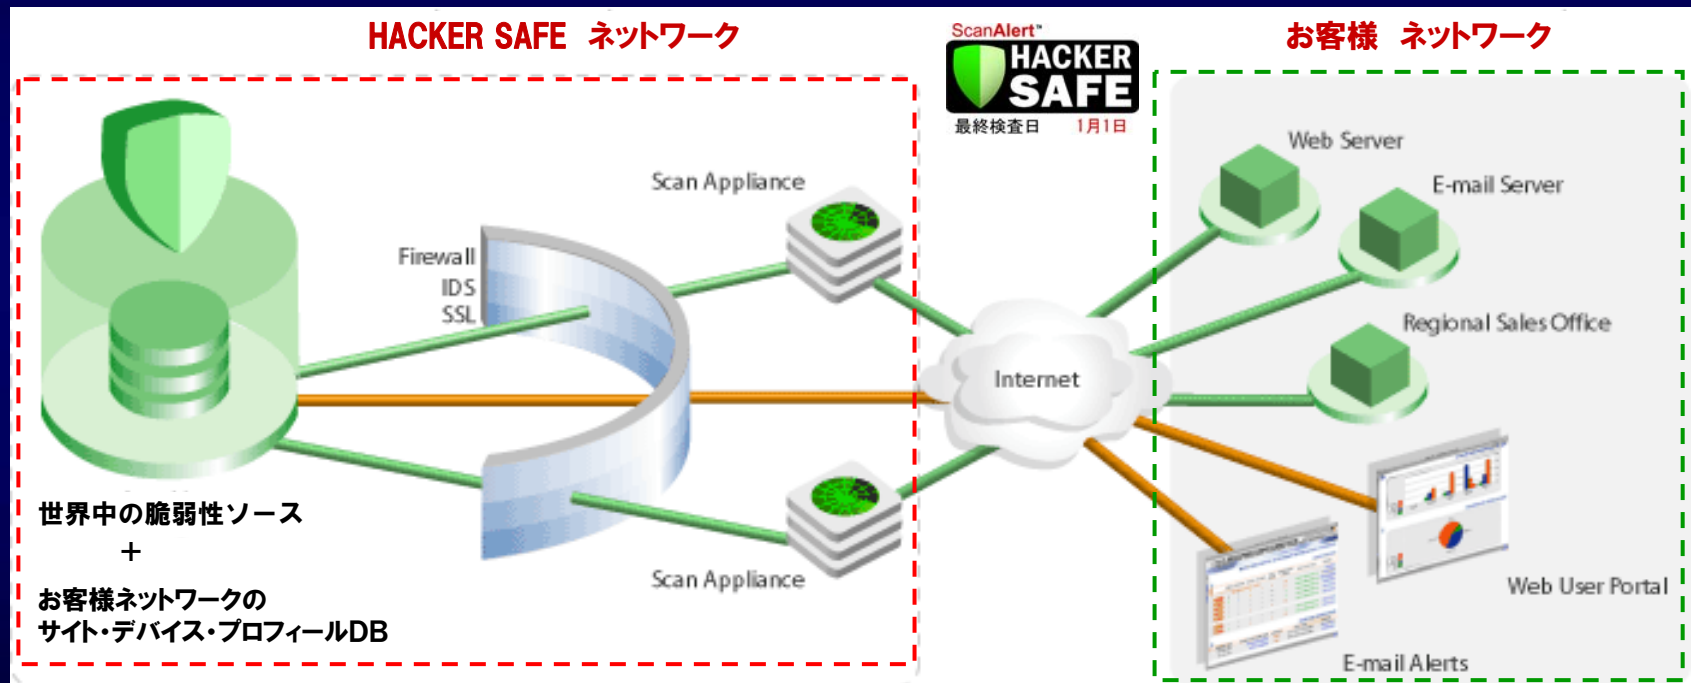 HACKER SAFE ネットワーク
ScanAlert™
HACKER
SAFE
最終検査日 1月1日
お客様 ネットワーク
Scan Appliance
Firewall
IDS
SSL
Internet
Scan Appliance
世界中の脆弱性ソース
+
お客様ネットワークの
サイト・デバイス・プロフィールDB
Web Server
E-mail Server
Regional Sales Office
Web User Portal
E-mail Alerts